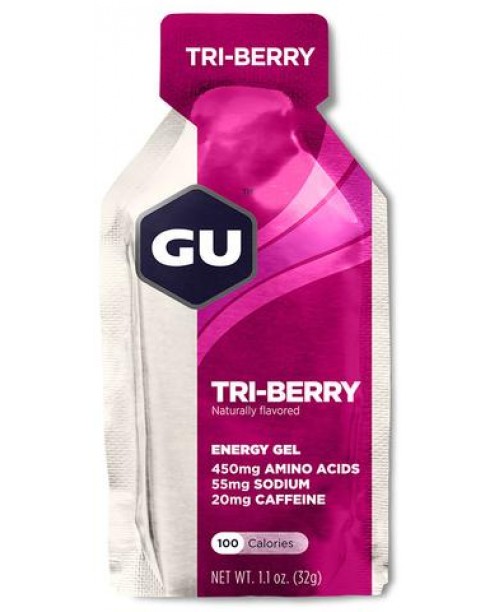 TRI-BERRY
™
GU
TRI-BERRY
Naturally flavored
ENERGY GEL
450mg AMINO ACIDS
55mg SODIUM
20mg CAFFEINE
100 Calories
NET WT. 1.1 oz. (32g)